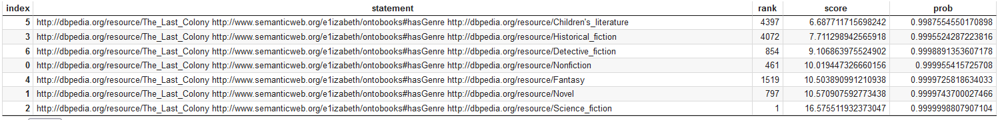 index statement rank score prob
5 http://dbpedia.org/resource/The_Last_Colony http://www.semanticweb.org/e1izabeth/ontobooks#hasGenre http://dbpedia.org/resource/Children's_literature 4397 6.687711715698242 0.9987554550170898
3 http://dbpedia.org/resource/The_Last_Colony http://www.semanticweb.org/e1izabeth/ontobooks#hasGenre http://dbpedia.org/resource/Historical_fiction 4072 7.711298942565918 0.9995524287223816
6 http://dbpedia.org/resource/The_Last_Colony http://www.semanticweb.org/e1izabeth/ontobooks#hasGenre http://dbpedia.org/resource/Detective_fiction 854 9.106863975524902 0.9998891353607178
0 http://dbpedia.org/resource/The_Last_Colony http://www.semanticweb.org/e1izabeth/ontobooks#hasGenre http://dbpedia.org/resource/Nonfiction 461 10.019447326660156 0.999955415725708
4 http://dbpedia.org/resource/The_Last_Colony http://www.semanticweb.org/e1izabeth/ontobooks#hasGenre http://dbpedia.org/resource/Fantasy 1519 10.503890991210938 0.9999725818634033
1 http://dbpedia.org/resource/The_Last_Colony http://www.semanticweb.org/e1izabeth/ontobooks#hasGenre http://dbpedia.org/resource/Novel 797 10.570907592773438 0.9999743700027466
2 http://dbpedia.org/resource/The_Last_Colony http://www.semanticweb.org/e1izabeth/ontobooks#hasGenre http://dbpedia.org/resource/Science_fiction 1 16.575511932373047 0.9999998807907104